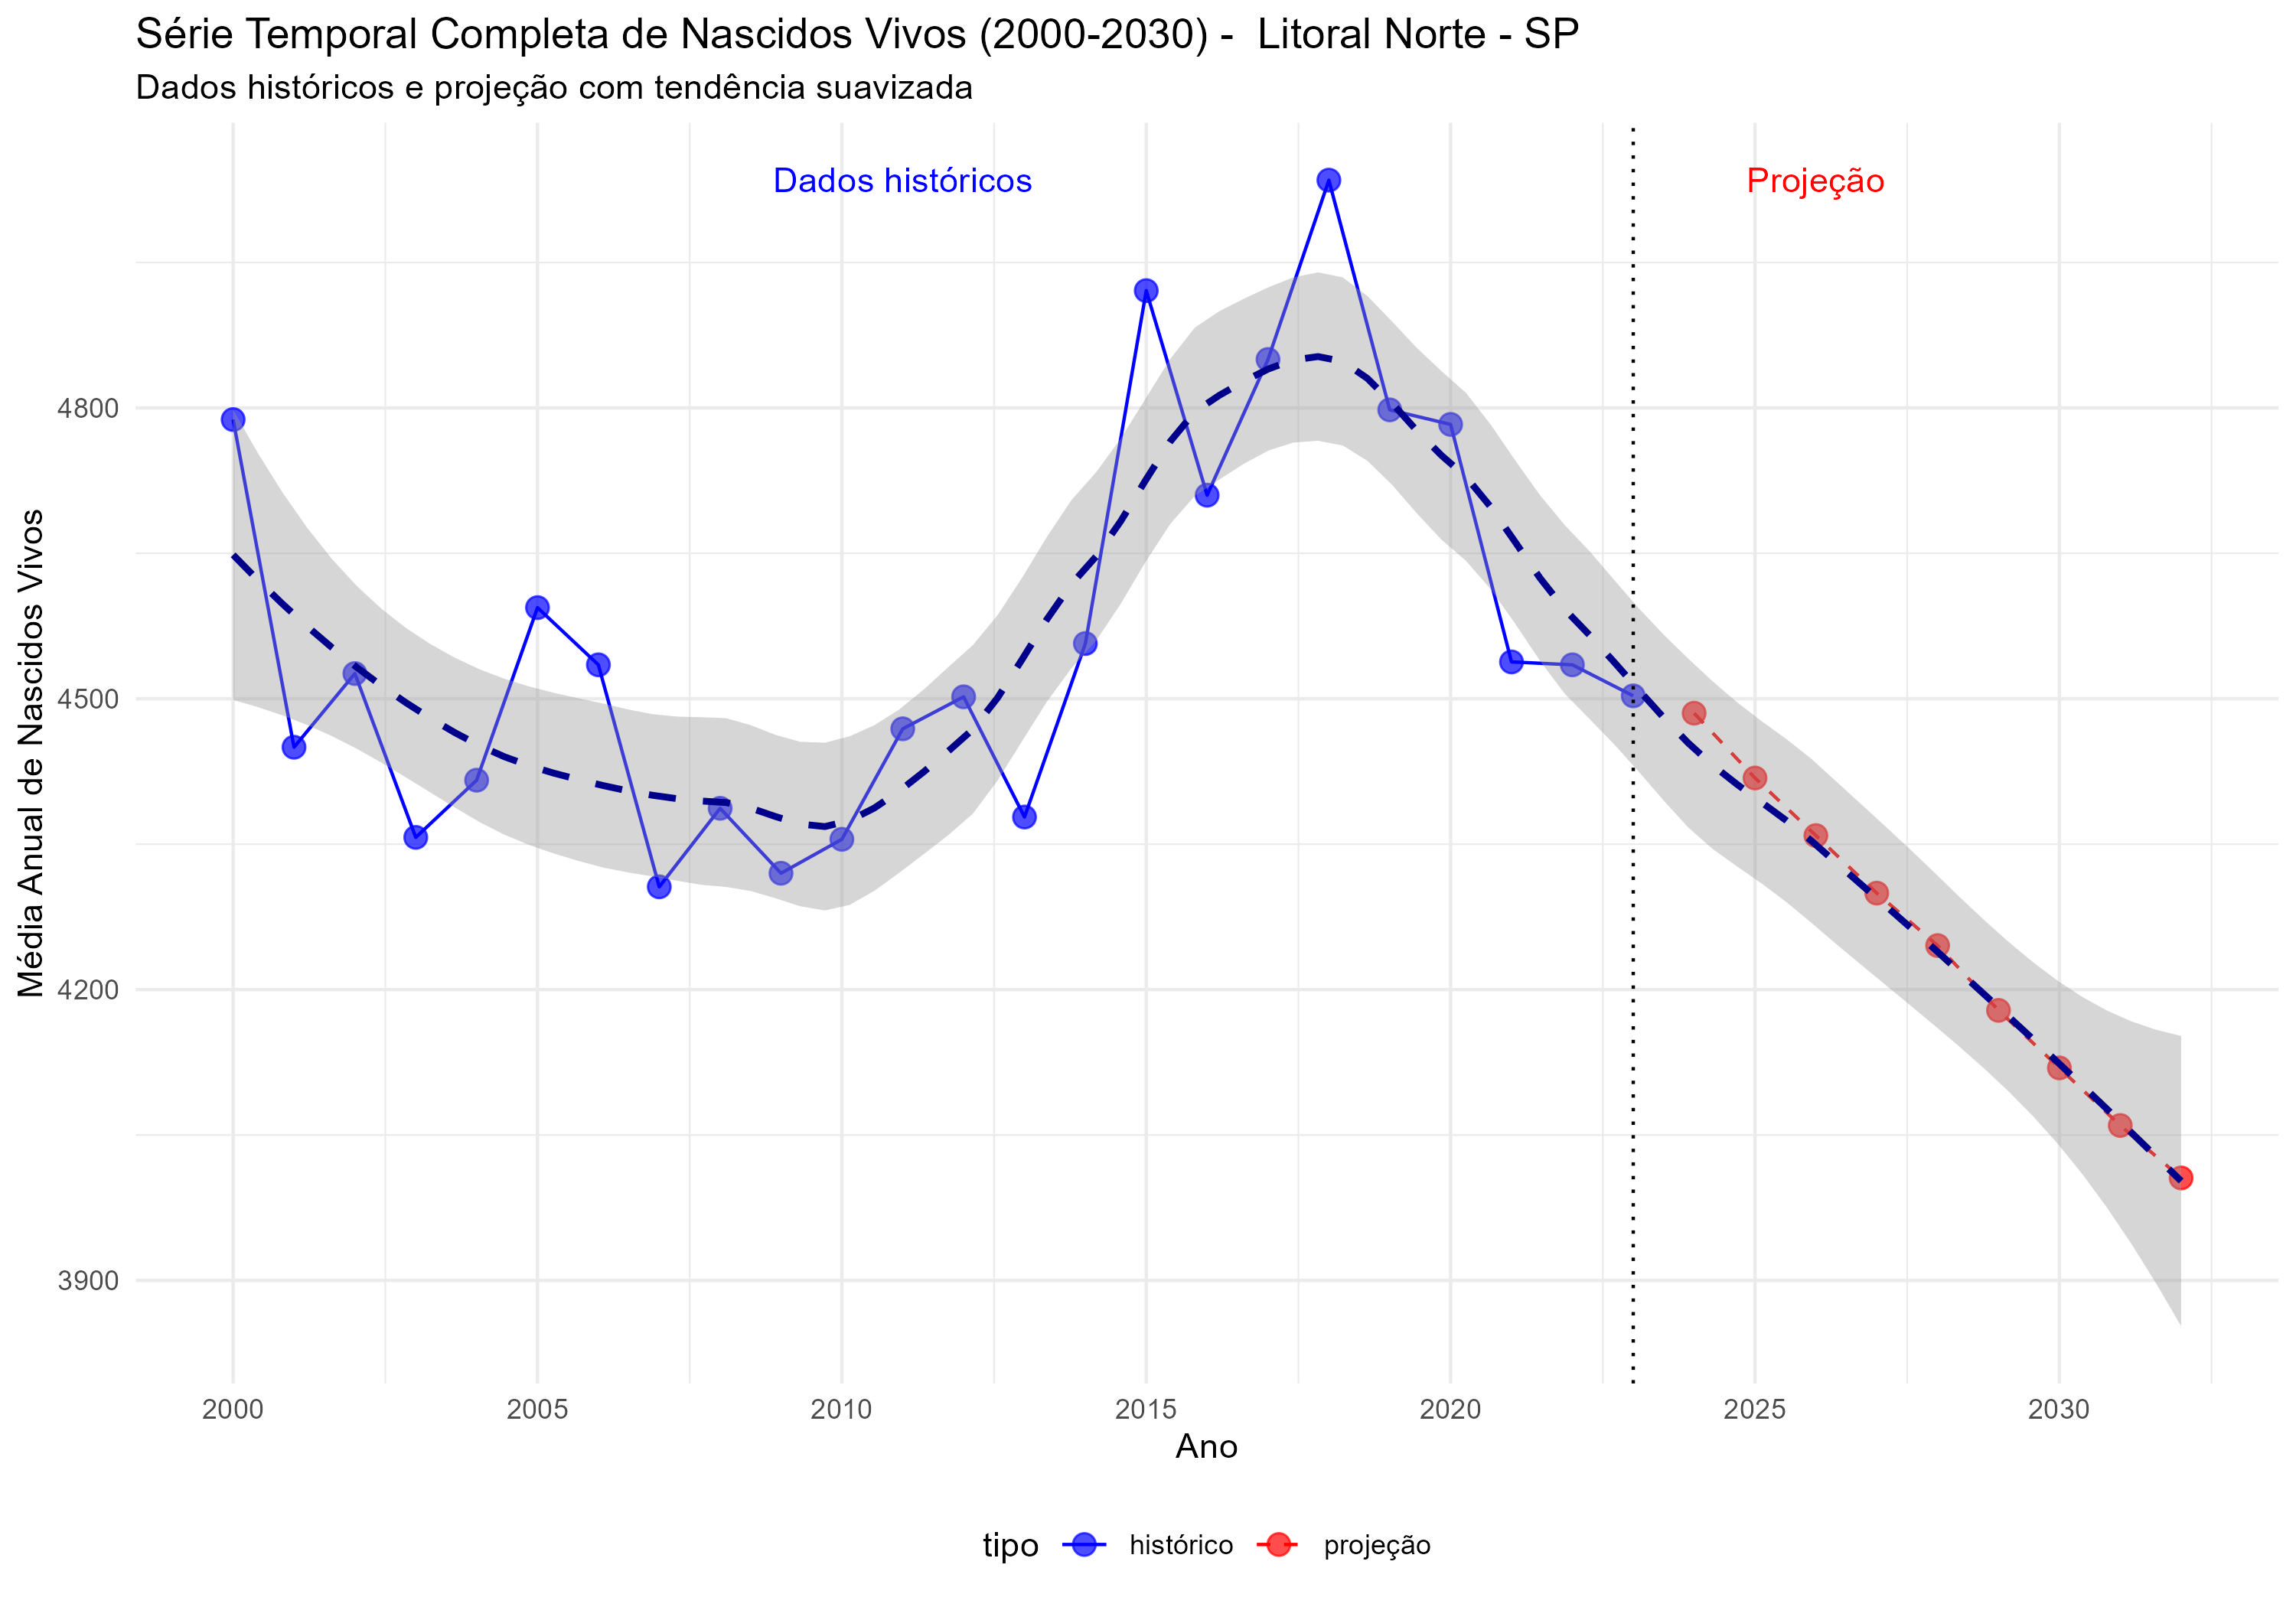 Série Temporal Completa de Nascidos Vivos (2000-2030) -  Litoral Norte - SP
Dados históricos e projeção com tendência suavizada
Dados históricos
Projeção
Média Anual de Nascidos Vivos
4800
4500
4200
3900
2000
2005
2010
2015
2020
2025
2030
Ano
tipo
histórico
projeção